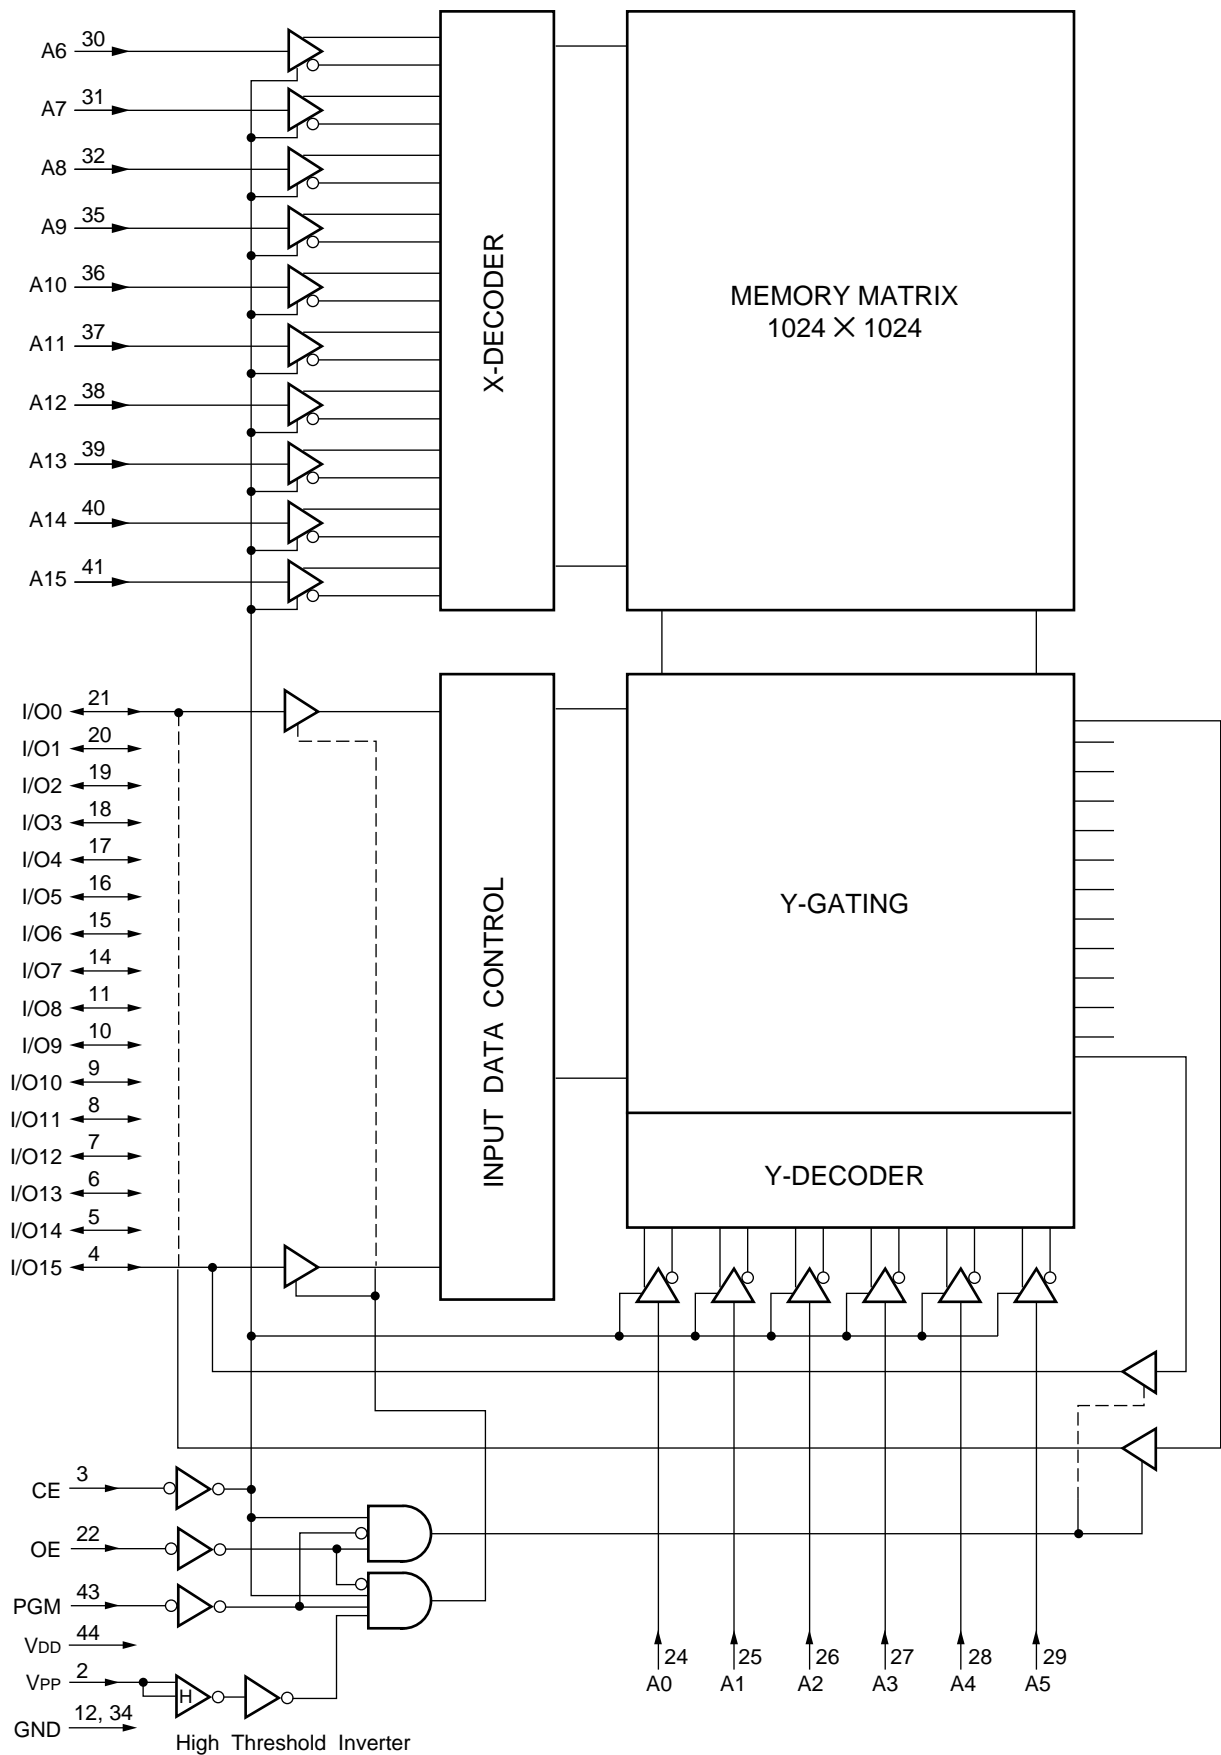 A6 30
A7 31
A8 32
A9 35
A10 36
A11 37
A12 38
A13 39
A14 40
A15 41
X-DECODER
MEMORY MATRIX
1024 × 1024
I/O0 21
I/O1 20
I/O2 19
I/O3 18
I/O4 17
I/O5 16
I/O6 15
I/O7 14
I/O8 11
I/O9 10
I/O10 9
I/O11 8
I/O12 7
I/O13 6
I/O14 5
I/O15 4
INPUT DATA CONTROL
Y-GATING
Y-DECODER
CE 3
OE 22
PGM 43
VDD 44
VPP 2
GND 12, 34
H
High Threshold Inverter
24 25 26 27 28 29
A0 A1 A2 A3 A4 A5